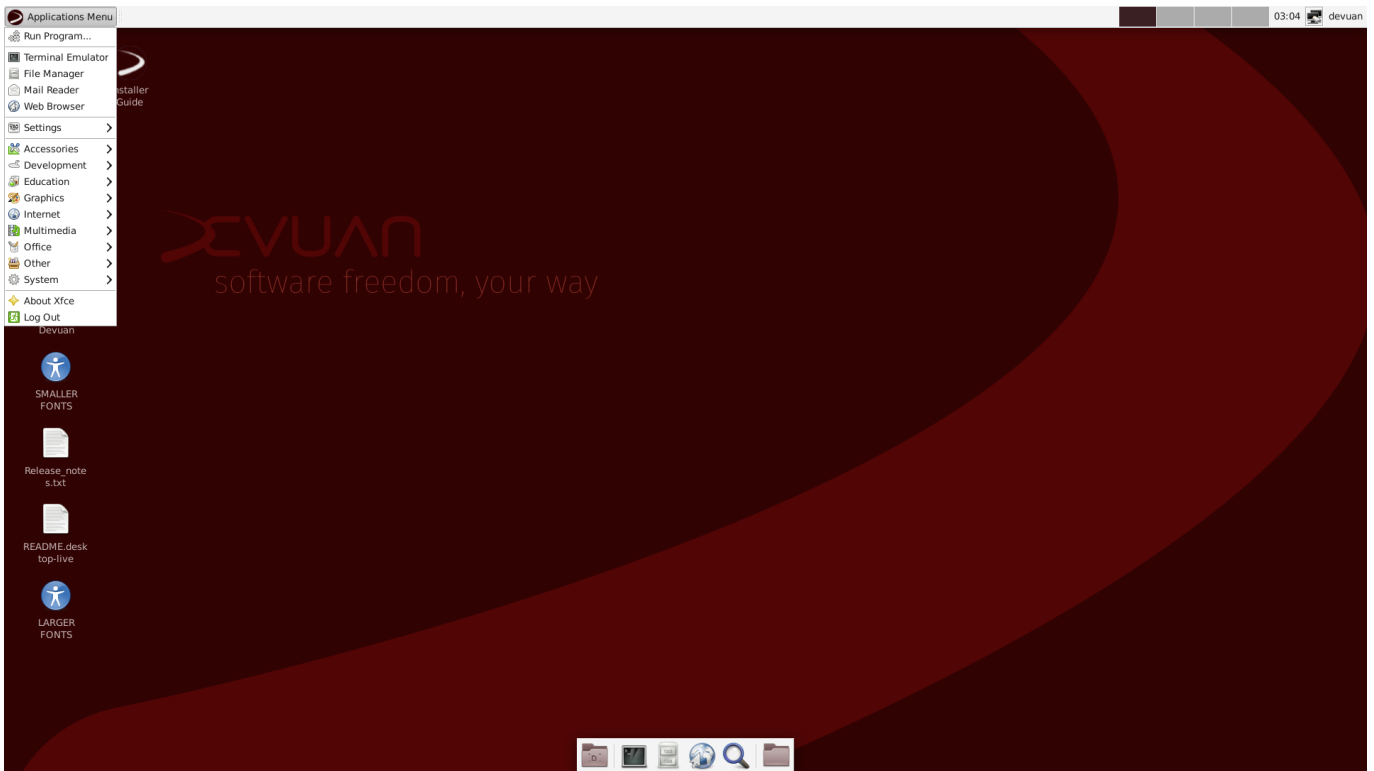 Applications Menu
03:04
devuan
Run Program...
Terminal Emulator
File Manager
Mail Reader
Web Browser
Settings
Accessories
Development
Education
Graphics
Internet
Multimedia
Office
Other
System
About Xfce
Log Out
nstaller
Guide
DEVUAN
software freedom, your way
Devuan
SMALLER
FONTS
Release_note
s.txt
README.desk
top-live
LARGER
FONTS